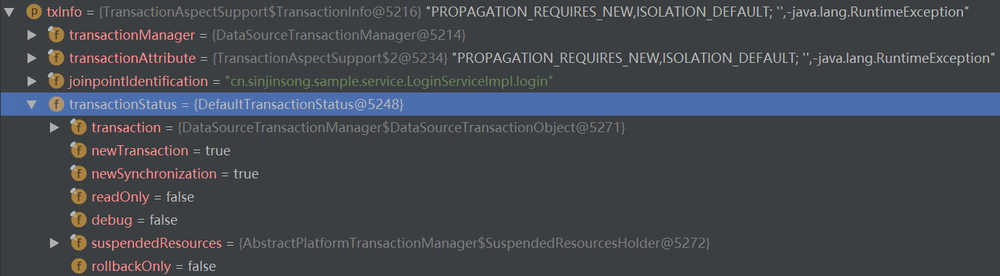 p txInfo = {TransactionAspectSupport$TransactionInfo@5216} "PROPAGATION_REQUIRES_NEW,ISOLATION_DEFAULT; '',-java.lang.RuntimeException"
f transactionManager = {DataSourceTransactionManager@5214}
f transactionAttribute = {TransactionAspectSupport$2@5234} "PROPAGATION_REQUIRES_NEW,ISOLATION_DEFAULT; '',-java.lang.RuntimeException"
f joinpointIdentification = "cn.sinjinsong.sample.service.LoginServiceImpl.login"
f transactionStatus = {DefaultTransactionStatus@5248}
f transaction = {DataSourceTransactionManager$DataSourceTransactionObject@5271}
f newTransaction = true
f newSynchronization = true
f readOnly = false
f debug = false
f suspendedResources = {AbstractPlatformTransactionManager$SuspendedResourcesHolder@5272}
f rollbackOnly = false